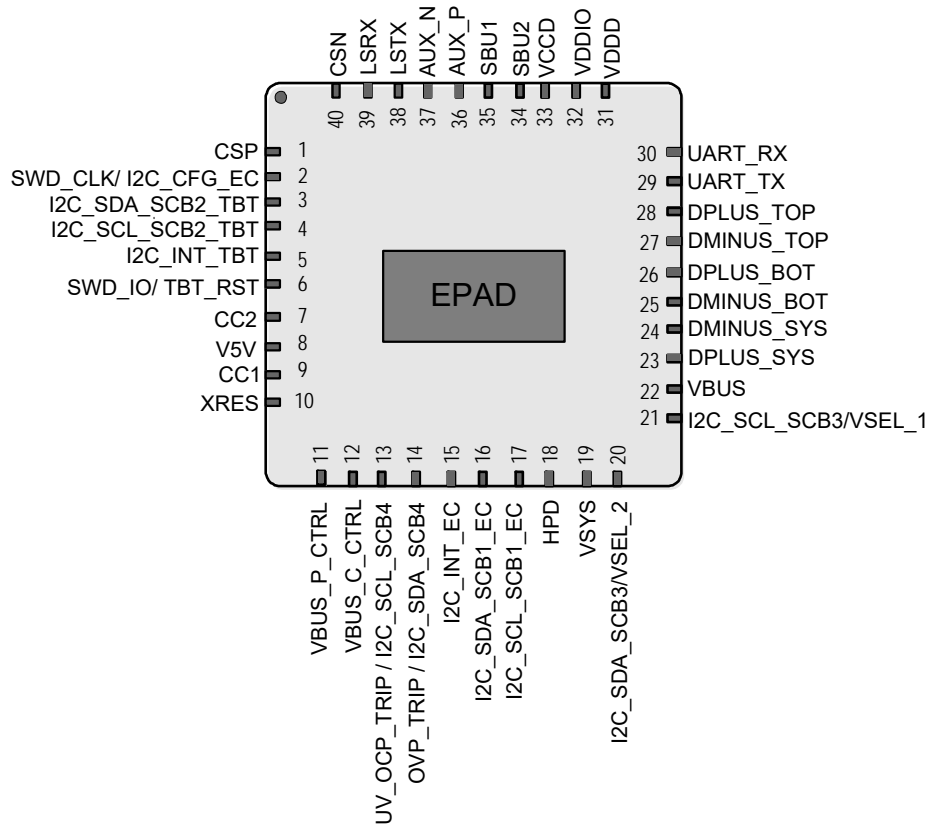 CSN
LSRX
LSTX
AUX_N
AUX_P
SBU1
SBU2
VCCD
VDDIO
VDDD
40
39
38
37
36
35
34
33
32
31
CSP 1
SWD_CLK/ I2C_CFG_EC 2
I2C_SDA_SCB2_TBT 3
I2C_SCL_SCB2_TBT 4
I2C_INT_TBT 5
SWD_IO/ TBT_RST 6
CC2 7
V5V 8
CC1 9
XRES 10
EPAD
30 UART_RX
29 UART_TX
28 DPLUS_TOP
27 DMINUS_TOP
26 DPLUS_BOT
25 DMINUS_BOT
24 DMINUS_SYS
23 DPLUS_SYS
22 VBUS
21 I2C_SCL_SCB3/VSEL_1
11
12
13
14
15
16
17
18
19
20
VBUS_P_CTRL
VBUS_C_CTRL
UV_OCP_TRIP / I2C_SCL_SCB4
OVP_TRIP / I2C_SDA_SCB4
I2C_INT_EC
I2C_SDA_SCB1_EC
I2C_SCL_SCB1_EC
HPD
VSYS
I2C_SDA_SCB3/VSEL_2